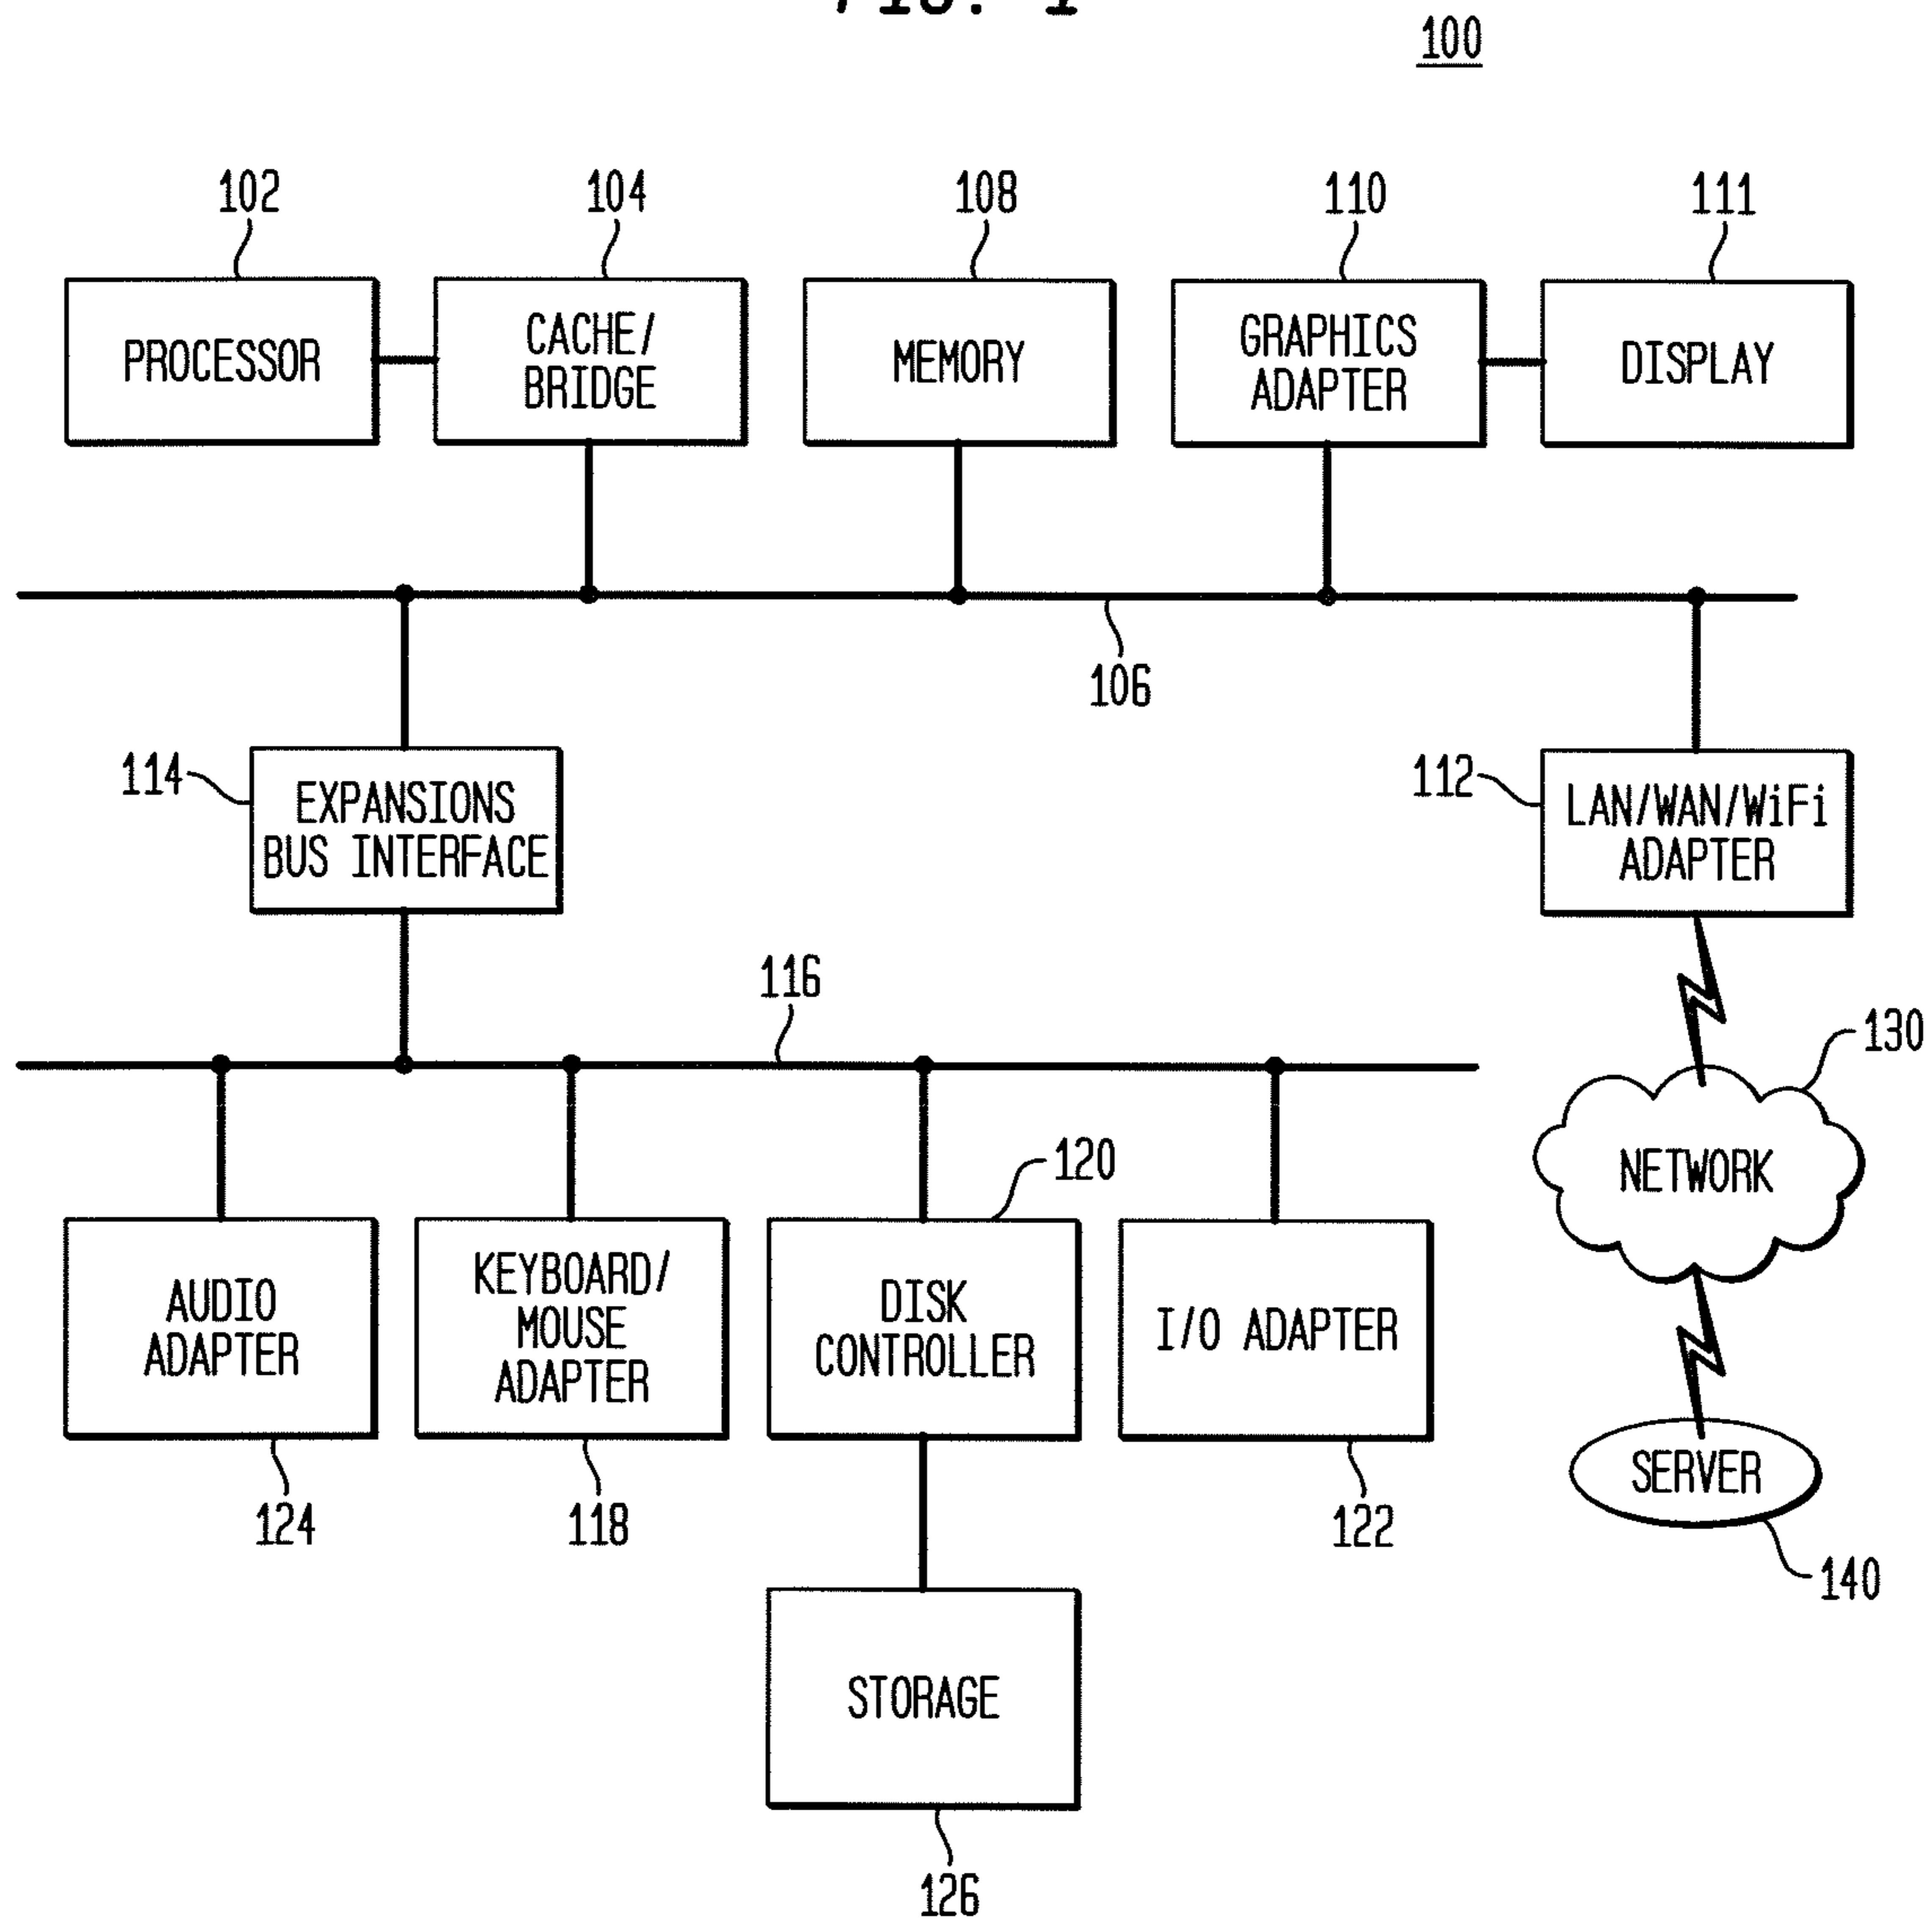 FIG. 1
100
102
104
108
110
111
PROCESSOR
CACHE/
BRIDGE
MEMORY
GRAPHICS
ADAPTER
DISPLAY
106
114
EXPANSIONS
BUS INTERFACE
112
LAN/WAN/WiFi
ADAPTER
116
130
NETWORK
120
AUDIO
ADAPTER
KEYBOARD/
MOUSE
ADAPTER
DISK
CONTROLLER
I/O ADAPTER
SERVER
124
118
122
140
STORAGE
126